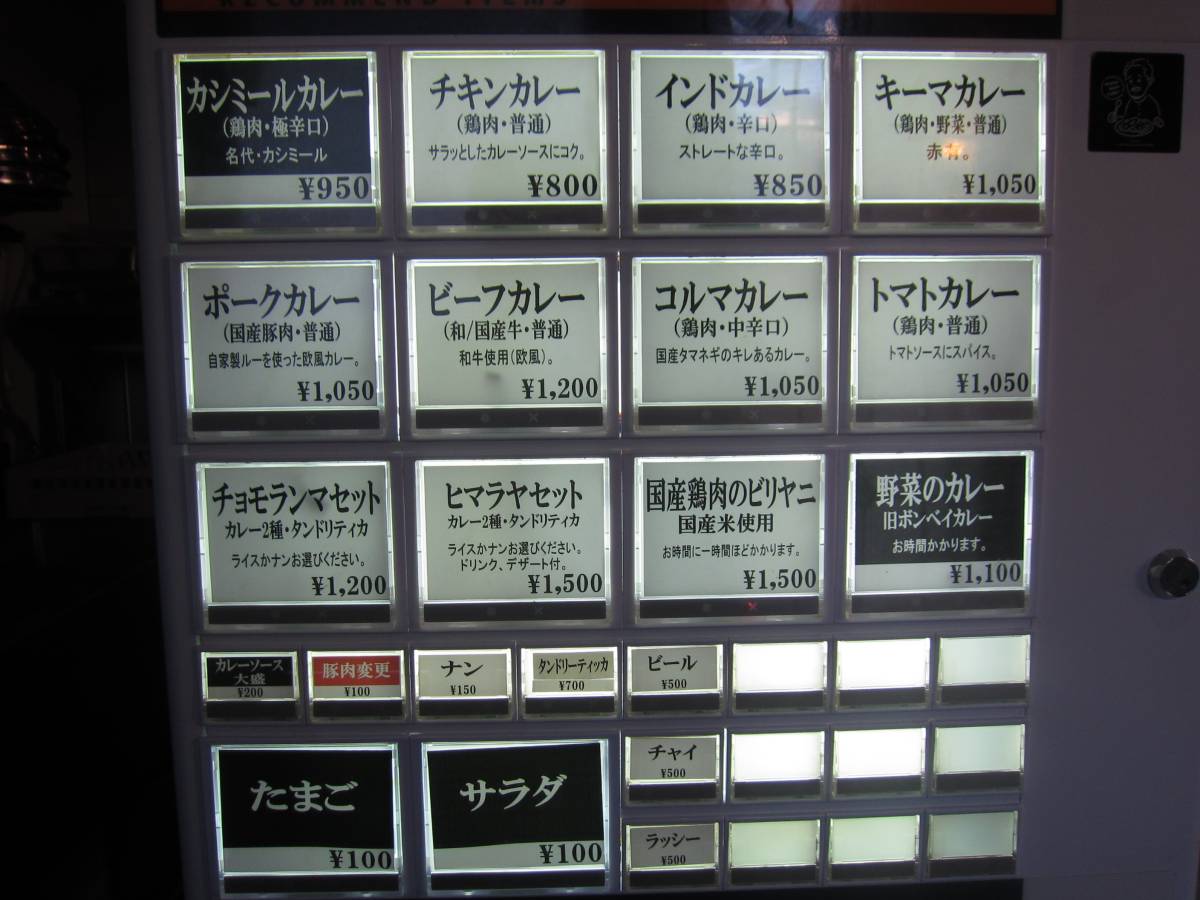 RECOMMEND ITEMS
カシミールカレー
（鶏肉・極辛口）
名代・カシミール
¥950
チキンカレー
（鶏肉・普通）
サラッとしたカレーソースにコク。
¥800
インドカレー
（鶏肉・辛口）
ストレートな辛口。
¥850
キーマカレー
（鶏肉・野菜・普通）
赤有。
¥1,050
ポークカレー
（国産豚肉・普通）
自家製ルーを使った欧風カレー。
¥1,050
ビーフカレー
（和/国産牛・普通）
和牛使用（欧風）。
¥1,200
コルマカレー
（鶏肉・中辛口）
国産タマネギのキレあるカレー。
¥1,050
トマトカレー
（鶏肉・普通）
トマトソースにスパイス。
¥1,050
チョモランマセット
カレー2種・タンドリティカ
ライスかナンお選びください。
¥1,200
ヒマラヤセット
カレー2種・タンドリティカ
ライスかナンお選びください。
ドリンク、デザート付。
¥1,500
国産鶏肉のビリヤニ
国産米使用
お時間に一時間ほどかかります。
¥1,500
野菜のカレー
旧ボンベイカレー
お時間かかります。
¥1,100
カレーソース
大盛
¥200
豚肉変更
¥100
ナン
¥150
タンドリーティッカ
¥700
ビール
¥500
たまご
¥100
サラダ
¥100
チャイ
¥500
ラッシー
¥500